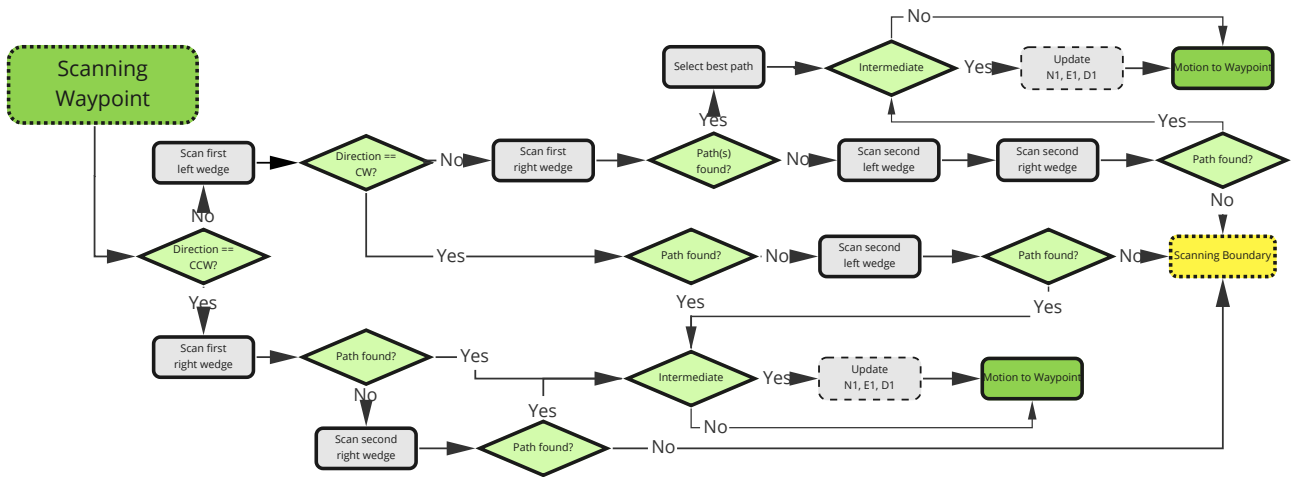 No
Scanning
Waypoint
Select best path
Intermediate
Yes
Update
N1, E1, D1
Motion to Waypoint
Yes
Yes
Scan first
left wedge
Direction ==
CW?
No
Scan first
right wedge
Path(s)
found?
No
Scan second
left wedge
Scan second
right wedge
Path found?
No
No
Direction ==
CCW?
Yes
Path found?
No
Scan second
left wedge
Path found?
No
Scanning Boundary
Yes
Yes
Yes
Scan first
right wedge
Path found?
Yes
Intermediate
Yes
Update
N1, E1, D1
Motion to Waypoint
No
Yes
No
Scan second
right wedge
Path found?
No